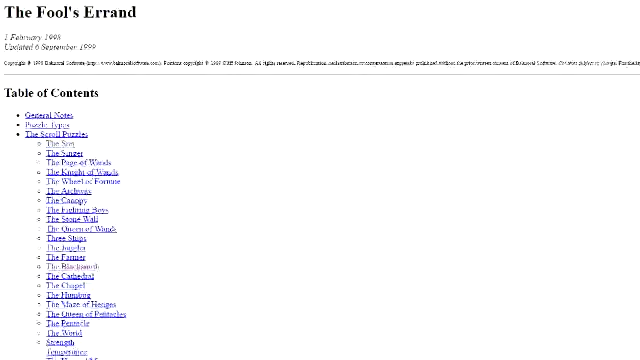 The Fool's Errand
1 February 1998
Updated 6 September 1999
Table of Contents
General Notes
Puzzle Types
The Scroll Puzzles
The Sun
The Singer
The Page of Wands
The Knight of Wands
The Wheel of Fortune
The Archway
The Canopy
The Fighting Boys
The Stone Wall
The Queen of Wands
Three Ships
The Juggler
The Farmer
The Blacksmith
The Cathedral
The Chapel
The Humbug
The Maze of Hedges
The Queen of Pentacles
The Pentacle
The World
Strength
Temperance